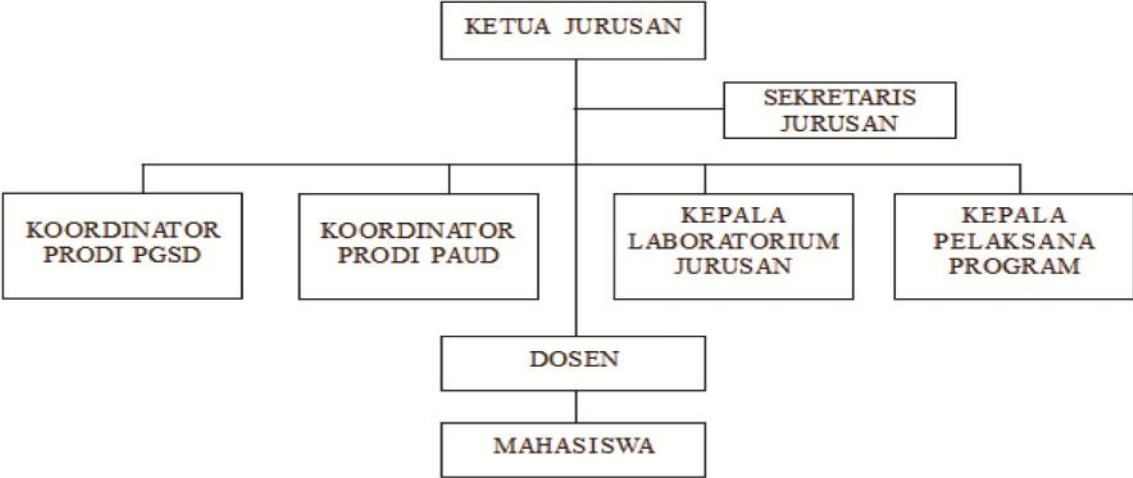 KETUA JURUSAN
SEKRETARIS
JURUSAN
KOORDINATOR
PRODI PGSD
KOORDINATOR
PRODI PAUD
KEPALA
LABORATORIUM
JURUSAN
KEPALA
PELAKSANA
PROGRAM
DOSEN
MAHASISWA